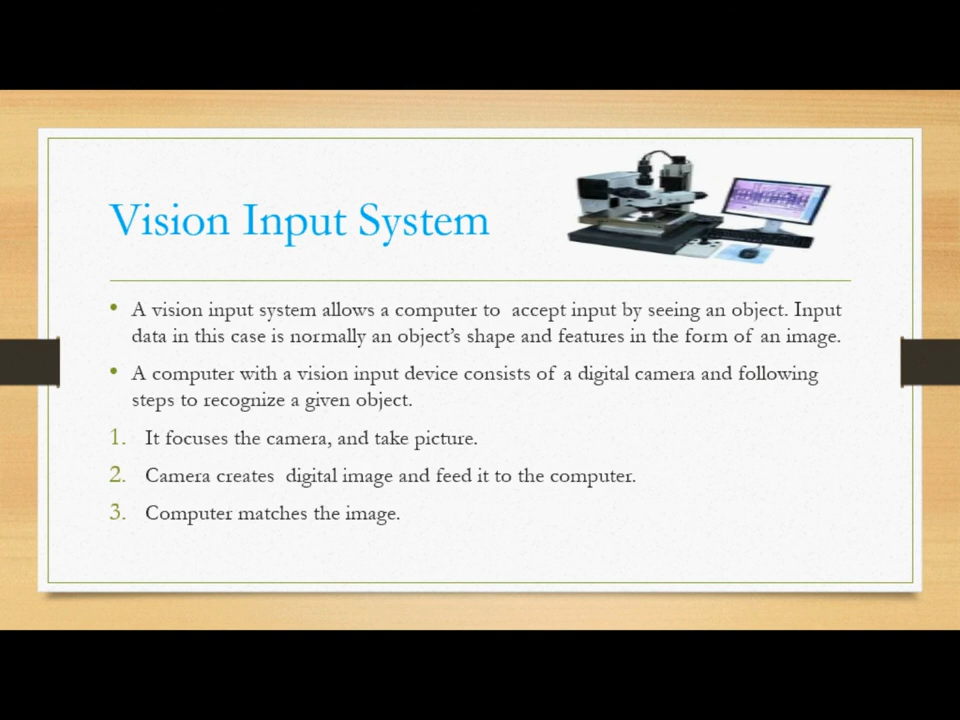 Vision Input System
• A vision input system allows a computer to accept input by seeing an object. Input
data in this case is normally an object’s shape and features in the form of an image.
• A computer with a vision input device consists of a digital camera and following
steps to recognize a given object.
1. It focuses the camera, and take picture.
2. Camera creates digital image and feed it to the computer.
3. Computer matches the image.